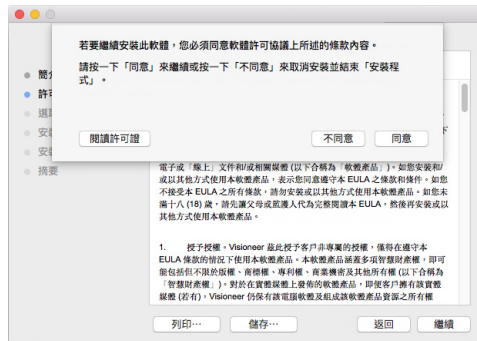 若要繼續安裝此軟體，您必須同意軟體許可協議上所述的條款內容。
請按一下「同意」來繼續或按一下「不同意」來取消安裝並結束「安裝程
式」。
閱讀許可證
不同意
同意
簡
許可
選取
安裝
安裝
摘要
電子或「線上」文件和/或相關媒體 (以下合稱為「軟體產品」)。如您安裝和/
或以其他方式使用本軟體產品，表示您同意遵守本 EULA 之條款和條件。如您
不接受本 EULA 之所有條款，請勿安裝或以其他方式使用本軟體產品。如您未
滿十八 (18) 歲，請先讓父母或監護人代為完整閱讀本 EULA，然後再安裝或以
其他方式使用本軟體產品。
1. 授予授權。Visioneer 茲此授予客戶非專屬的授權，僅得在遵守本
EULA 條款的情況下使用本軟體產品。本軟體產品涵蓋多項智慧財產權，即可
能包括但不限於版權、商標權、專利權、商業機密及其他所有權 (以下合稱為
「智慧財產權」)。對於在實體媒體上發佈的軟體產品，即便客戶擁有該實體
媒體 (若有)，Visioneer 仍保有該電腦軟體及組成該軟體產品資源之所有權
列印⋯
儲存⋯
返回
繼續